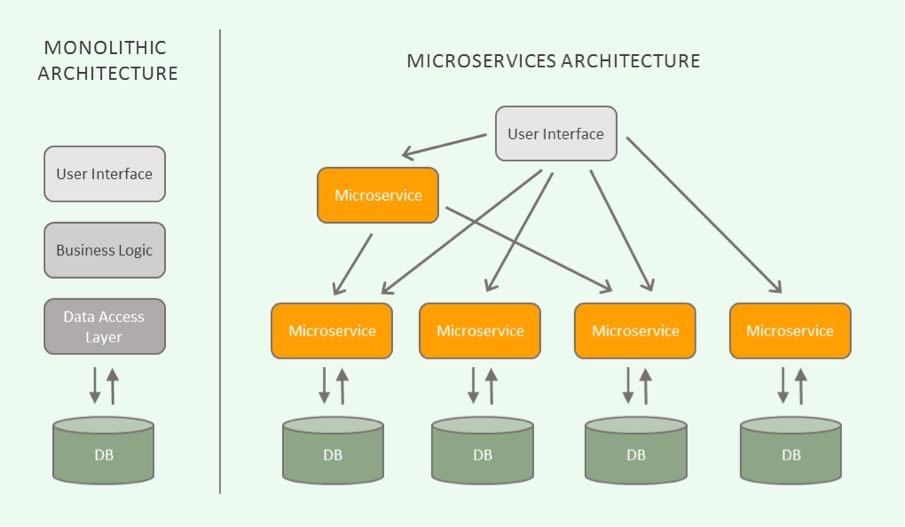 MONOLITHIC
ARCHITECTURE
User Interface
Business Logic
Data Access
Layer
DB
MICROSERVICES ARCHITECTURE
User Interface
Microservice
Microservice
Microservice
Microservice
Microservice
DB
DB
DB
DB